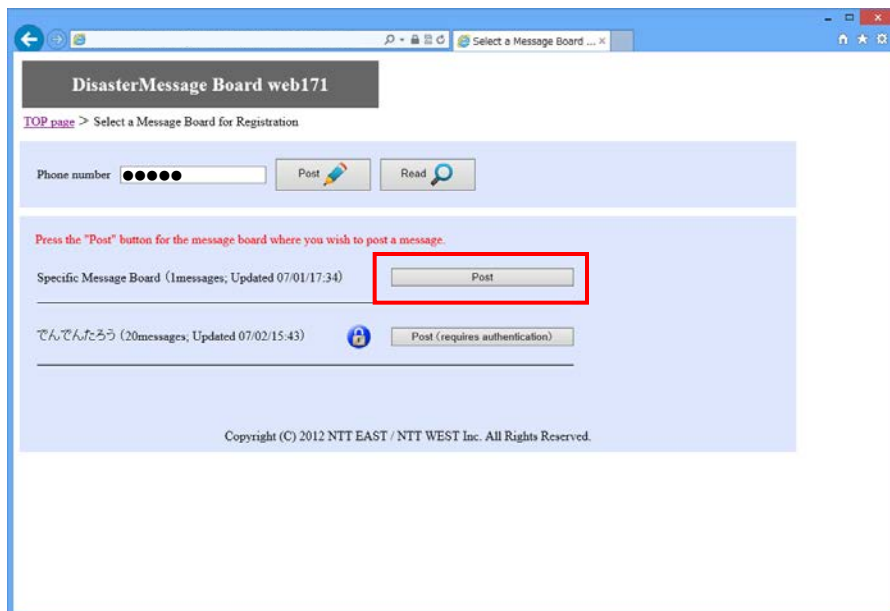 Select a Message Board ...
DisasterMessage Board web171
TOP page > Select a Message Board for Registration
Phone number ●●●●● Post Read
Press the "Post" button for the message board where you wish to post a message.
Specific Message Board (1messages; Updated 07/01/17:34) Post
でんでんたろう (20messages; Updated 07/02/15:43) Post (requires authentication)
Copyright (C) 2012 NTT EAST / NTT WEST Inc. All Rights Reserved.